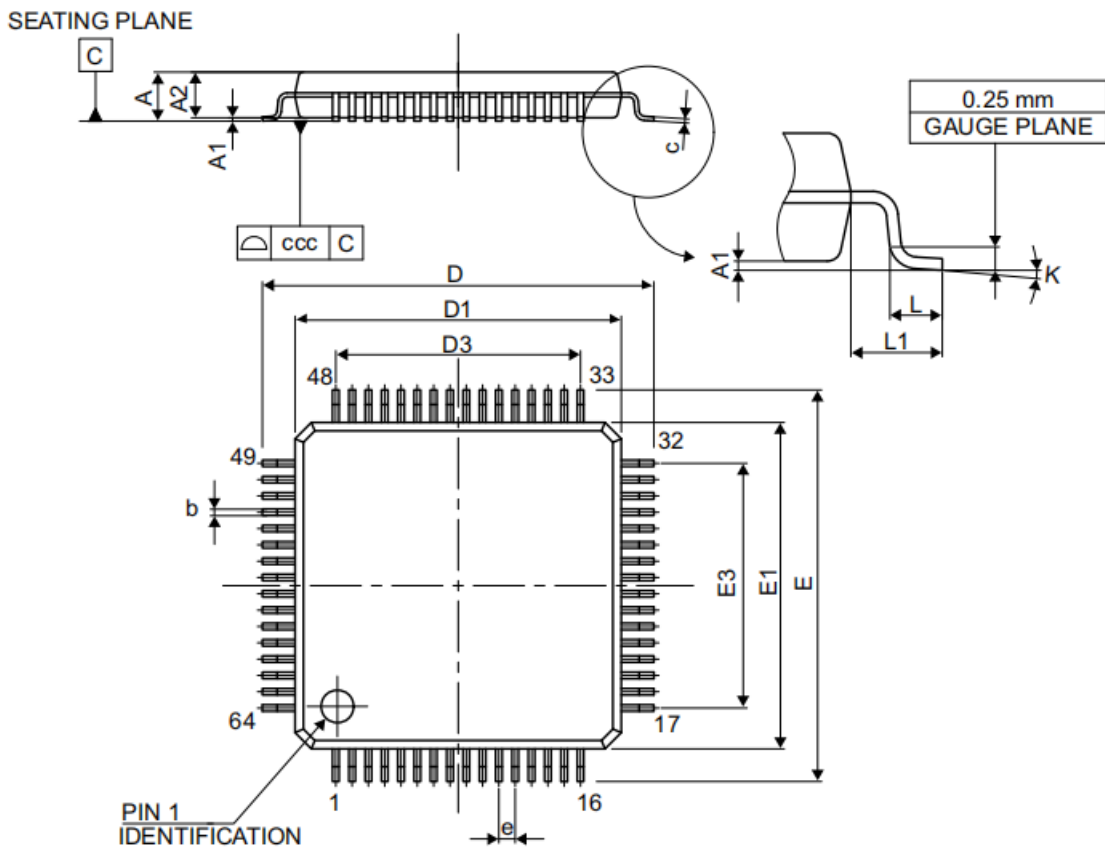 SEATING PLANE
C
A
A2
A1
c
ccc C
0.25 mm
GAUGE PLANE
A1
K
L
L1
D
D1
D3
48
33
49
32
b
E3
E1
E
64
17
1
16
e
PIN 1
IDENTIFICATION